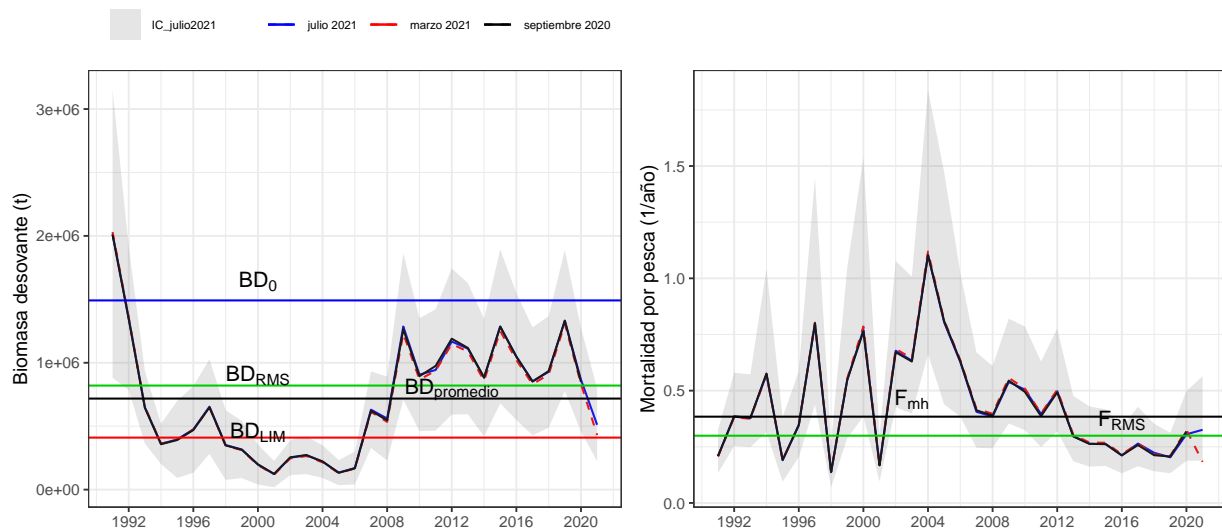 IC_julio2021 julio 2021 marzo 2021 septiembre 2020
Biomasa desovante (t)
3e+06
2e+06
1e+06
0e+00
BD0
BDRMS
BDpromedio
BDLIM
1992 1996 2000 2004 2008 2012 2016 2020
Mortalidad por pesca (1/año)
1.5
1.0
0.5
0.0
Fmh
FRMS
1992 1996 2000 2004 2008 2012 2016 2020